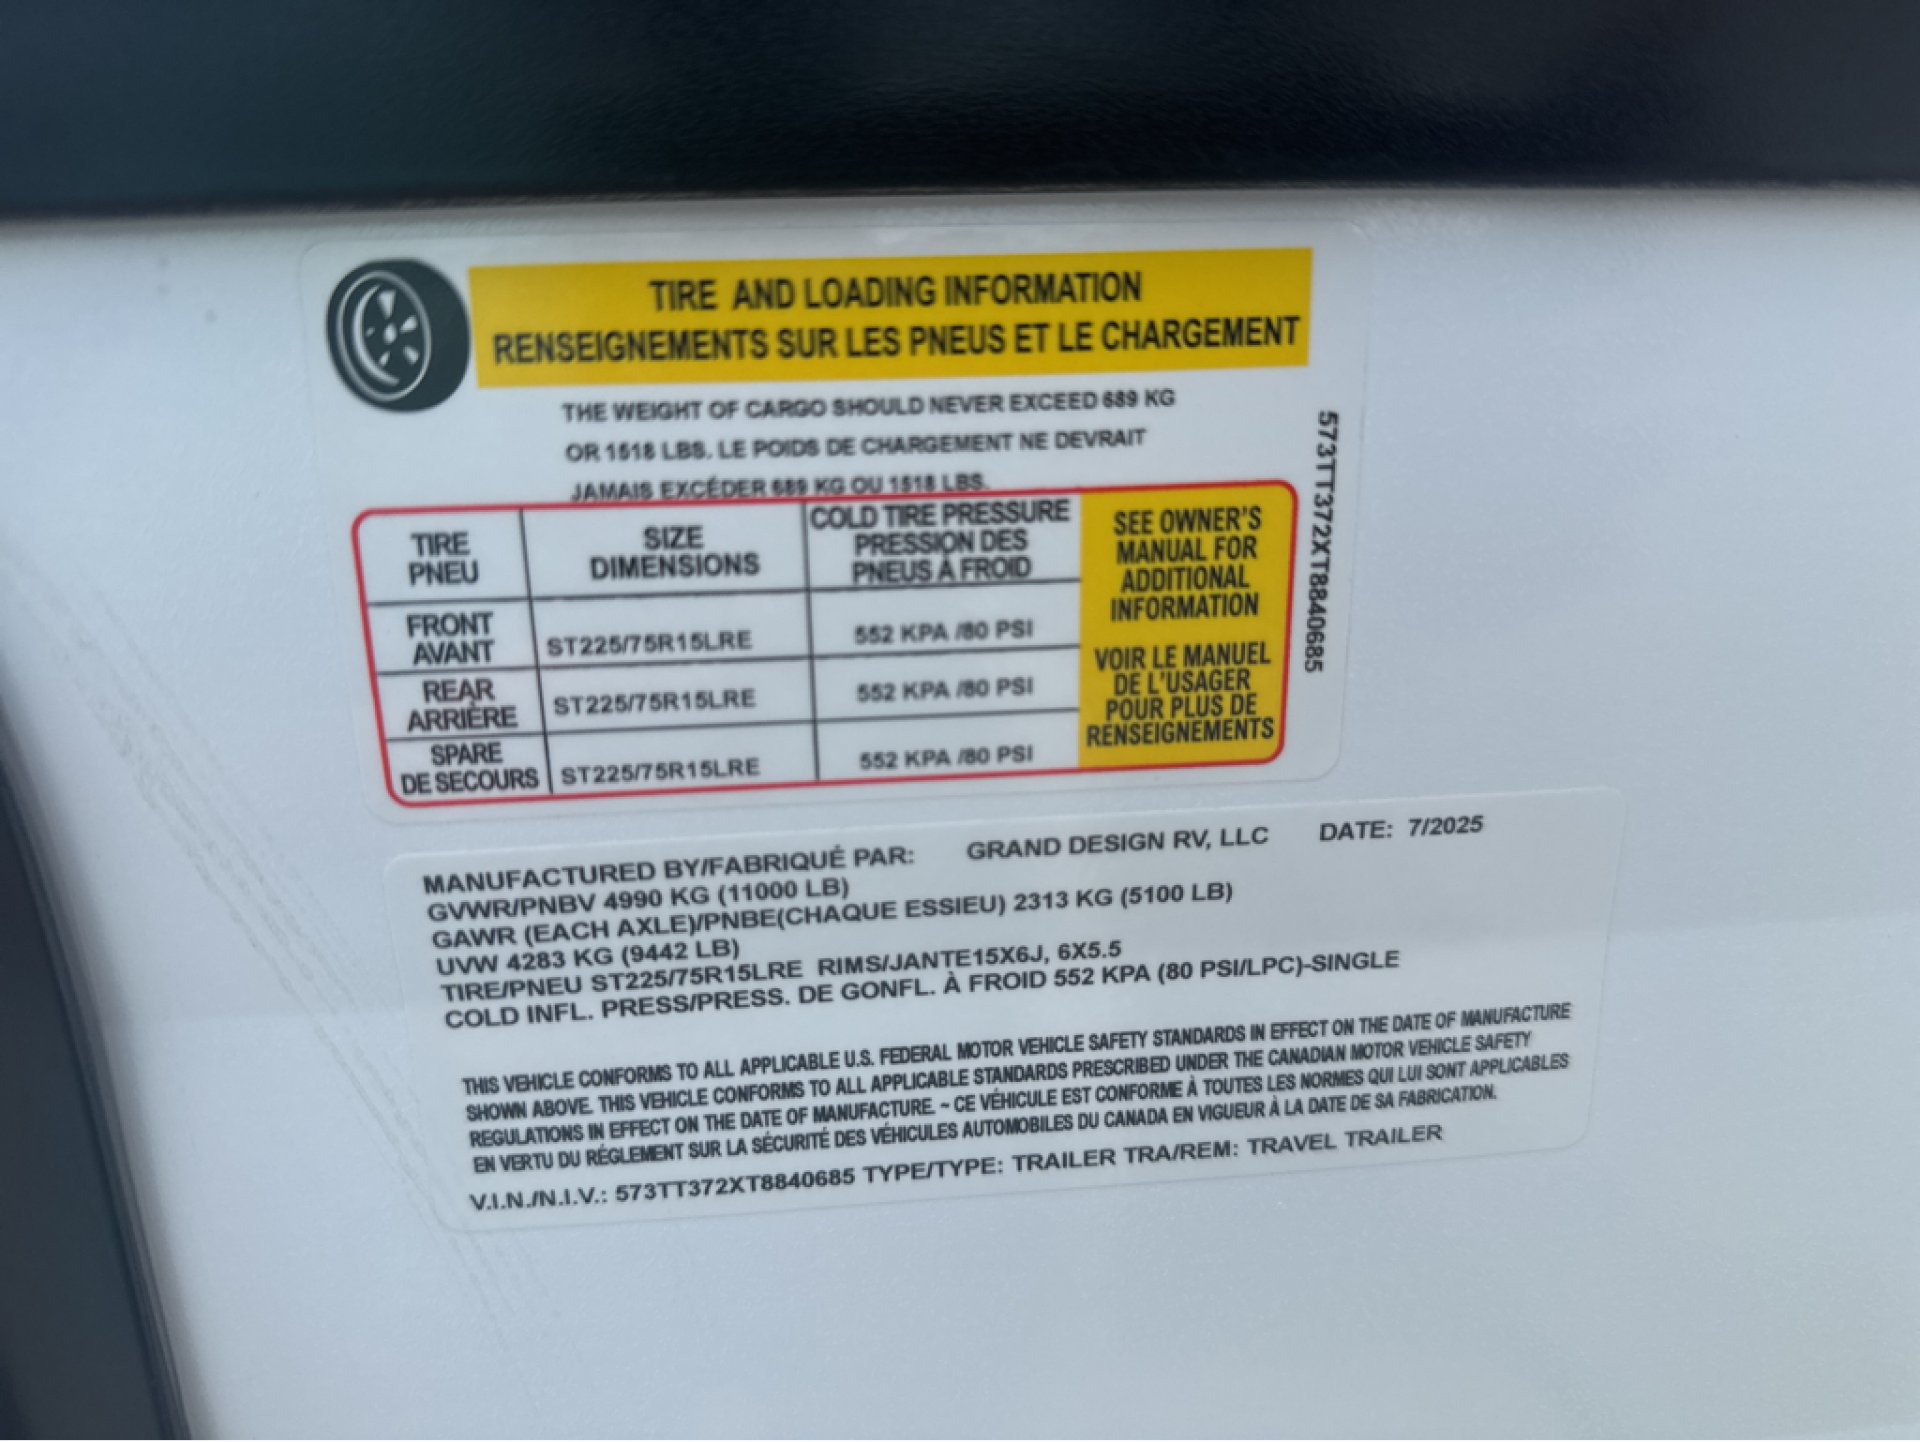 TIRE AND LOADING INFORMATION
RENSEIGNEMENTS SUR LES PNEUS ET LE CHARGEMENT
THE WEIGHT OF CARGO SHOULD NEVER EXCEED 689 KG
OR 1518 LBS. LE POIDS DE CHARGEMENT NE DEVRAIT
JAMAIS EXCÉDER 689 KG OU 1518 LBS.
TIRE
PNEU
SIZE
DIMENSIONS
COLD TIRE PRESSURE
PRESSION DES
PNEUS À FROID
FRONT
AVANT
ST225/75R15LRE
552 KPA /80 PSI
REAR
ARRIÈRE
ST225/75R15LRE
552 KPA /80 PSI
SPARE
DE SECOURS
ST225/75R15LRE
552 KPA /80 PSI
SEE OWNER'S
MANUAL FOR
ADDITIONAL
INFORMATION
VOIR LE MANUEL
DE L'USAGER
POUR PLUS DE
RENSEIGNEMENTS
573TT372XT8840685
MANUFACTURED BY/FABRIQUÉ PAR: GRAND DESIGN RV, LLC DATE: 7/2025
GVWR/PNBV 4990 KG (11000 LB)
GAWR (EACH AXLE)/PNBE(CHAQUE ESSIEU) 2313 KG (5100 LB)
UVW 4283 KG (9442 LB)
TIRE/PNEU ST225/75R15LRE RIMS/JANTE15X6J, 6X5.5
COLD INFL. PRESS/PRESS. DE GONFL. À FROID 552 KPA (80 PSI/LPC)-SINGLE
THIS VEHICLE CONFORMS TO ALL APPLICABLE U.S. FEDERAL MOTOR VEHICLE SAFETY STANDARDS IN EFFECT ON THE DATE OF MANUFACTURE
SHOWN ABOVE. THIS VEHICLE CONFORMS TO ALL APPLICABLE STANDARDS PRESCRIBED UNDER THE CANADIAN MOTOR VEHICLE SAFETY
REGULATIONS IN EFFECT ON THE DATE OF MANUFACTURE. ~ CE VÉHICULE EST CONFORME À TOUTES LES NORMES QUI LUI SONT APPLICABLES
EN VERTU DU RÉGLEMENT SUR LA SÉCURITÉ DES VÉHICULES AUTOMOBILES DU CANADA EN VIGUEUR À LA DATE DE SA FABRICATION.
V.I.N./N.I.V.: 573TT372XT8840685 TYPE/TYPE: TRAILER TRA/REM: TRAVEL TRAILER